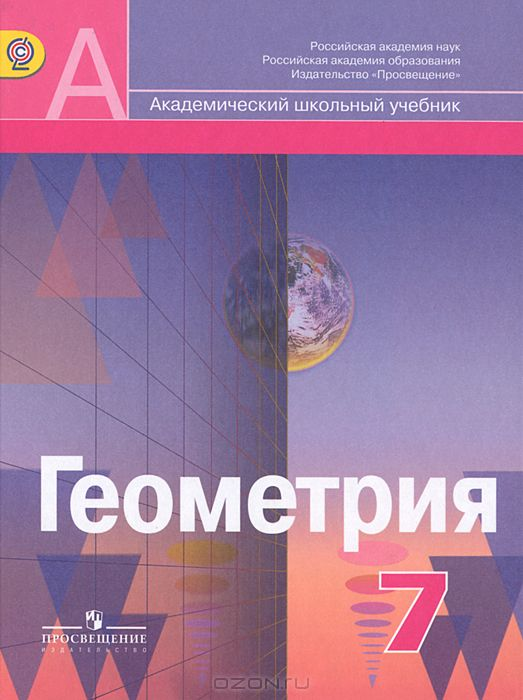 А
Российская академия наук
Российская академия образования
Издательство «Просвещение»
Академический школьный учебник
Геометрия
7
ПРОСВЕЩЕНИЕ
ИЗДАТЕЛЬСТВО
OZON.RU